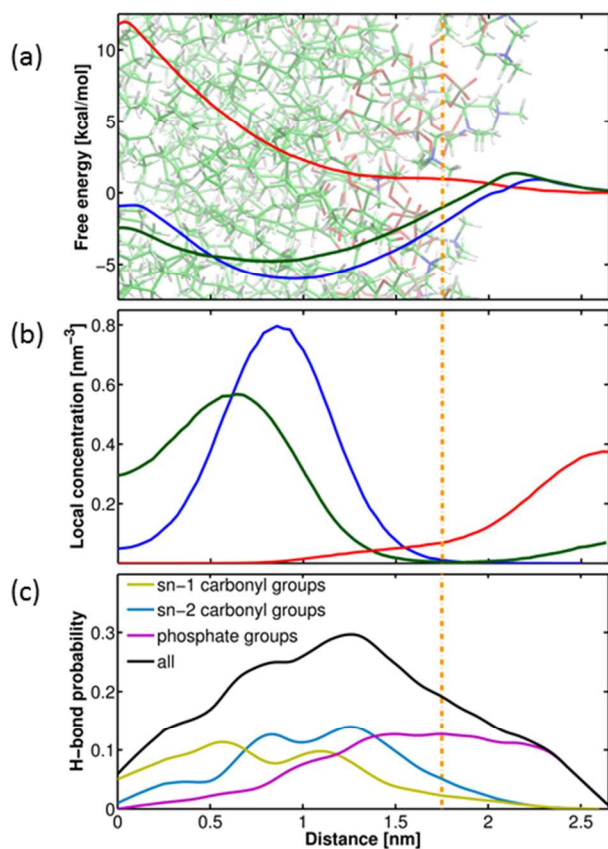 (a)
Free energy [kcal/mol]
10
5
0
−5
(b)
Local concentration [nm⁻³]
0.8
0.6
0.4
0.2
(c)
H−bond probability
0.3
0.2
0.1
0
sn−1 carbonyl groups
sn−2 carbonyl groups
phosphate groups
all
0 0.5 1 1.5 2 2.5
Distance [nm]